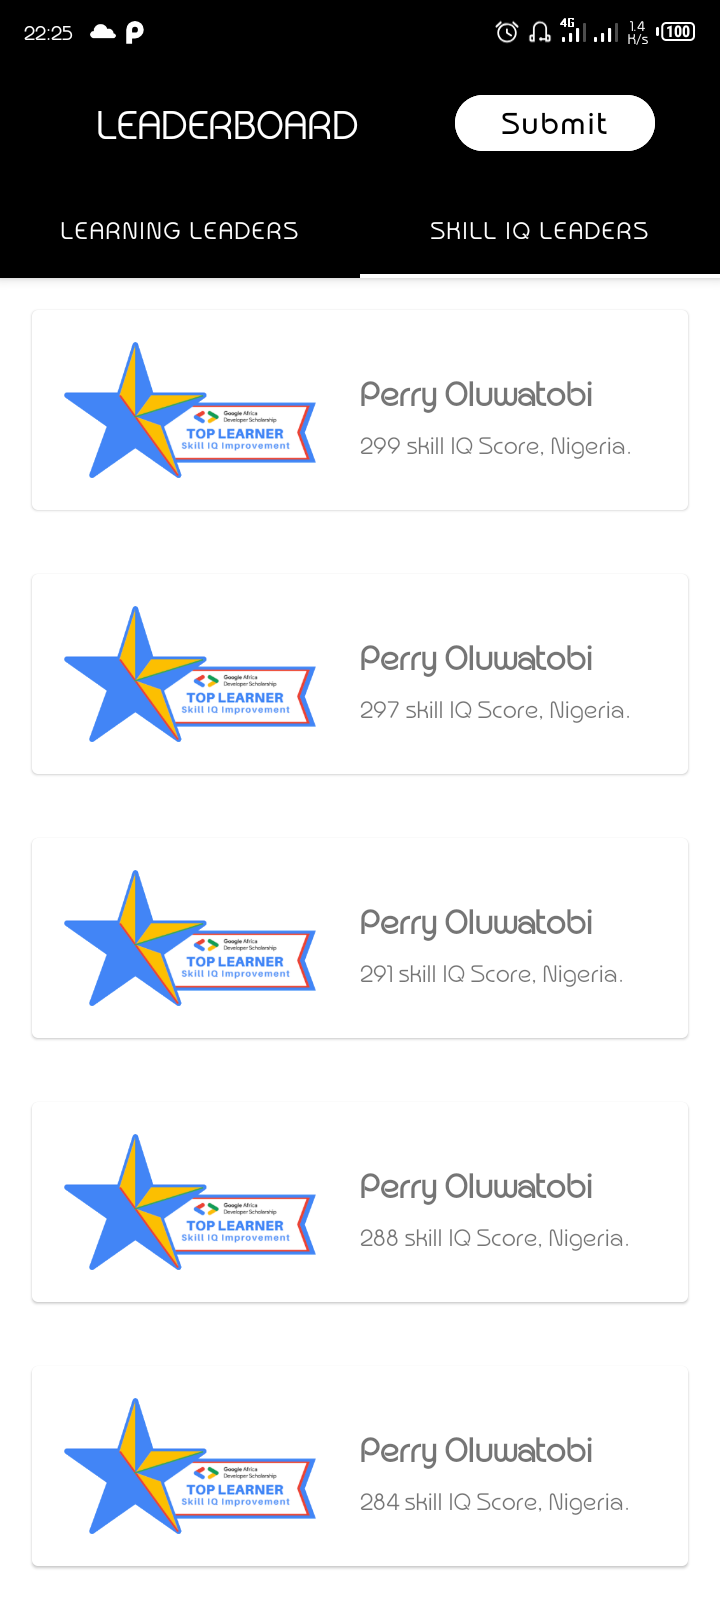 22:25
4G
1.4
K/s
100
LEADERBOARD
Submit
LEARNING LEADERS
SKILL IQ LEADERS
Google Africa
Developer Scholarship
TOP LEARNER
Skill IQ Improvement
Perry Oluwatobi
299 skill IQ Score, Nigeria.
Google Africa
Developer Scholarship
TOP LEARNER
Skill IQ Improvement
Perry Oluwatobi
297 skill IQ Score, Nigeria.
Google Africa
Developer Scholarship
TOP LEARNER
Skill IQ Improvement
Perry Oluwatobi
291 skill IQ Score, Nigeria.
Google Africa
Developer Scholarship
TOP LEARNER
Skill IQ Improvement
Perry Oluwatobi
288 skill IQ Score, Nigeria.
Google Africa
Developer Scholarship
TOP LEARNER
Skill IQ Improvement
Perry Oluwatobi
284 skill IQ Score, Nigeria.